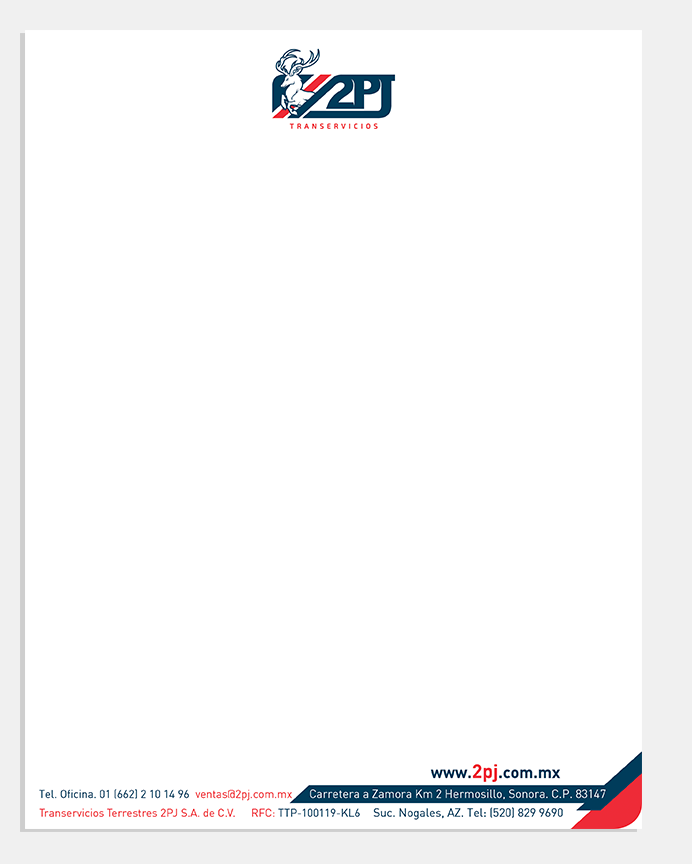 2PJ
TRANSERVICIOS
www.2pj.com.mx
Tel. Oficina. 01 (662) 2 10 14 96 ventas@2pj.com.mx Carretera a Zamora Km 2 Hermosillo, Sonora. C.P. 83147
Transervicios Terrestres 2PJ S.A. de C.V. RFC: TTP-100119-KL6 Suc. Nogales, AZ. Tel: (520) 829 9690